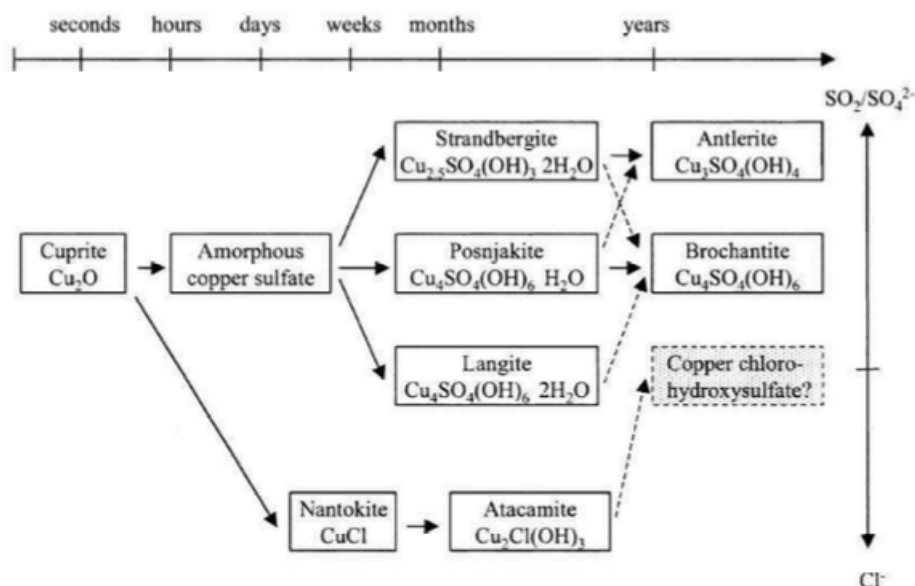 seconds hours days weeks months years
SO₂/SO₄²⁻
Strandbergite
Cu₂.₅SO₄(OH)₃ 2H₂O
Antlerite
Cu₃SO₄(OH)₄
Cuprite
Cu₂O
Amorphous
copper sulfate
Posnjakite
Cu₄SO₄(OH)₆ H₂O
Brochantite
Cu₄SO₄(OH)₆
Langite
Cu₄SO₄(OH)₆ 2H₂O
Copper chloro-
hydroxysulfate?
Nantokite
CuCl
Atacamite
Cu₂Cl(OH)₃
Cl⁻